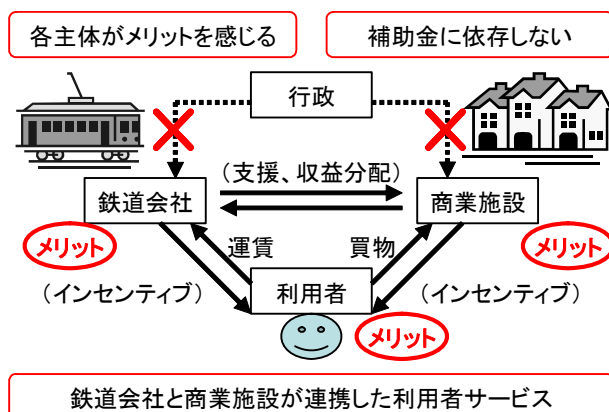 各主体がメリットを感じる
補助金に依存しない
行政
(支援、収益分配)
鉄道会社
商業施設
メリット
メリット
運賃
買物
(インセンティブ)
利用者
(インセンティブ)
メリット
鉄道会社と商業施設が連携した利用者サービス